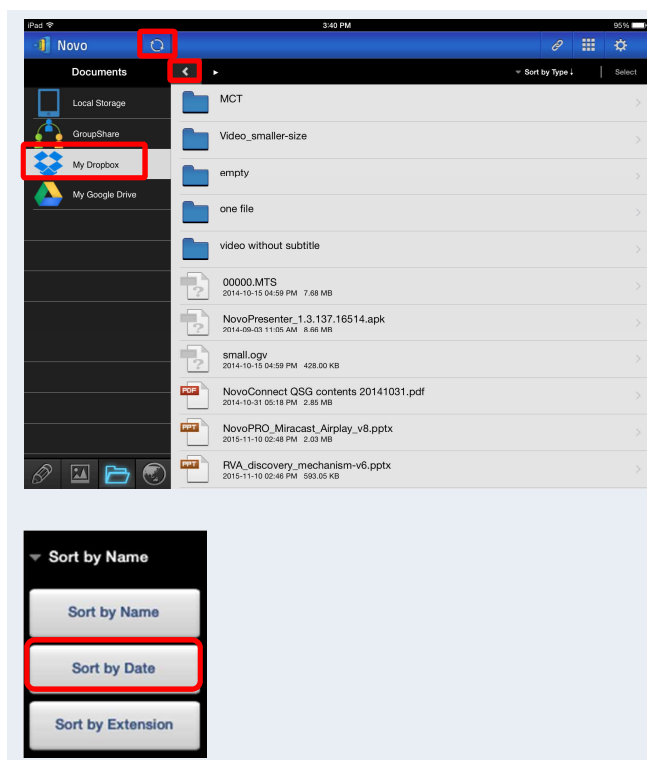 iPad 3:40 PM 95%
Novo
Documents
Sort by Type↓ | Select
Local Storage
GroupShare
My Dropbox
My Google Drive
MCT
Video_smaller-size
empty
one file
video without subtitle
00000.MTS
2014-10-15 04:59 PM 7.68 MB
NovoPresenter_1.3.137.16514.apk
2014-09-03 11:05 AM 8.66 MB
small.ogv
2014-10-15 04:59 PM 428.00 KB
PDF
NovoConnect QSG contents 20141031.pdf
2014-10-31 05:18 PM 2.85 MB
PPT
NovoPRO_Miracast_Airplay_v8.pptx
2015-11-10 02:48 PM 2.03 MB
PPT
RVA_discovery_mechanism-v6.pptx
2015-11-10 02:46 PM 593.05 KB
Sort by Name
Sort by Name
Sort by Date
Sort by Extension